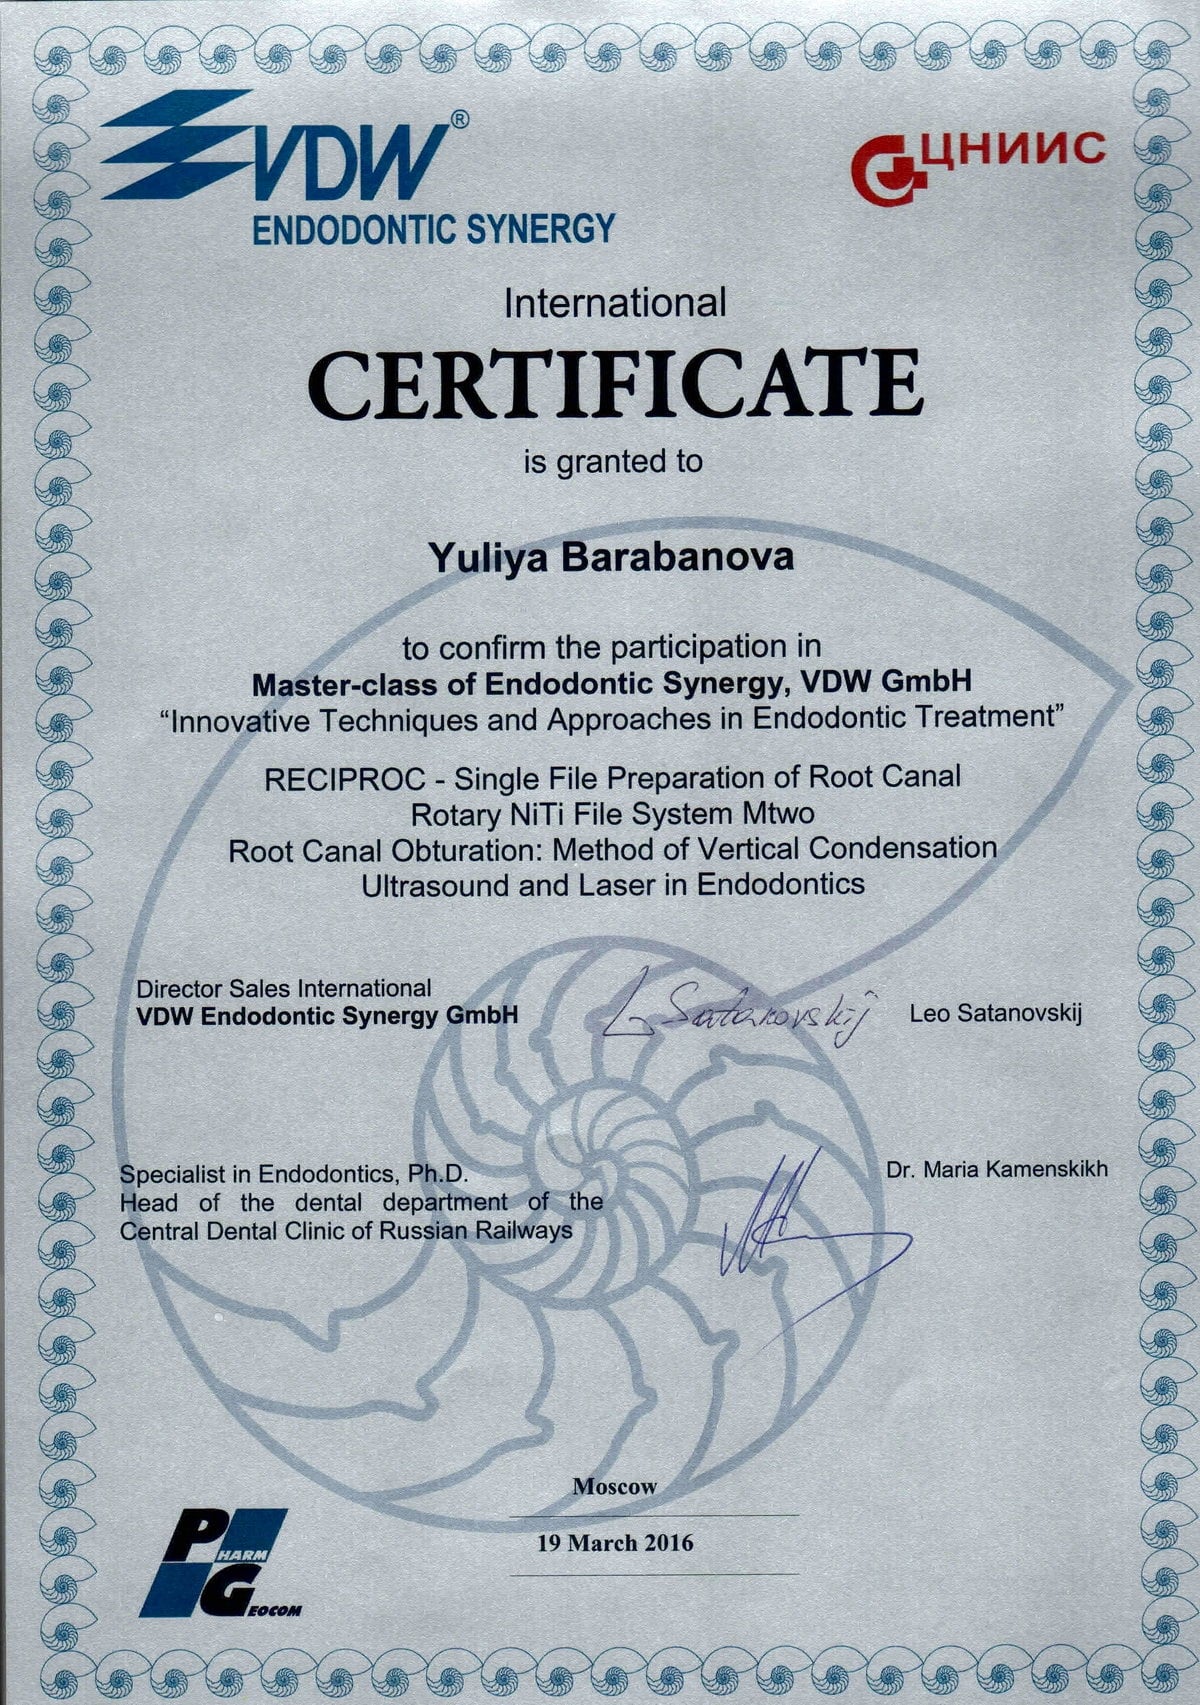 VDW®
ENDODONTIC SYNERGY
ЦНИИС
International
CERTIFICATE
is granted to
Yuliya Barabanova
to confirm the participation in
Master-class of Endodontic Synergy, VDW GmbH
“Innovative Techniques and Approaches in Endodontic Treatment”
RECIPROC - Single File Preparation of Root Canal
Rotary NiTi File System Mtwo
Root Canal Obturation: Method of Vertical Condensation
Ultrasound and Laser in Endodontics
Director Sales International
VDW Endodontic Synergy GmbH
L Satanovskij
Leo Satanovskij
Specialist in Endodontics, Ph.D.
Head of the dental department of the
Central Dental Clinic of Russian Railways
Dr. Maria Kamenskikh
Moscow
19 March 2016
PHARM
GEOCOM